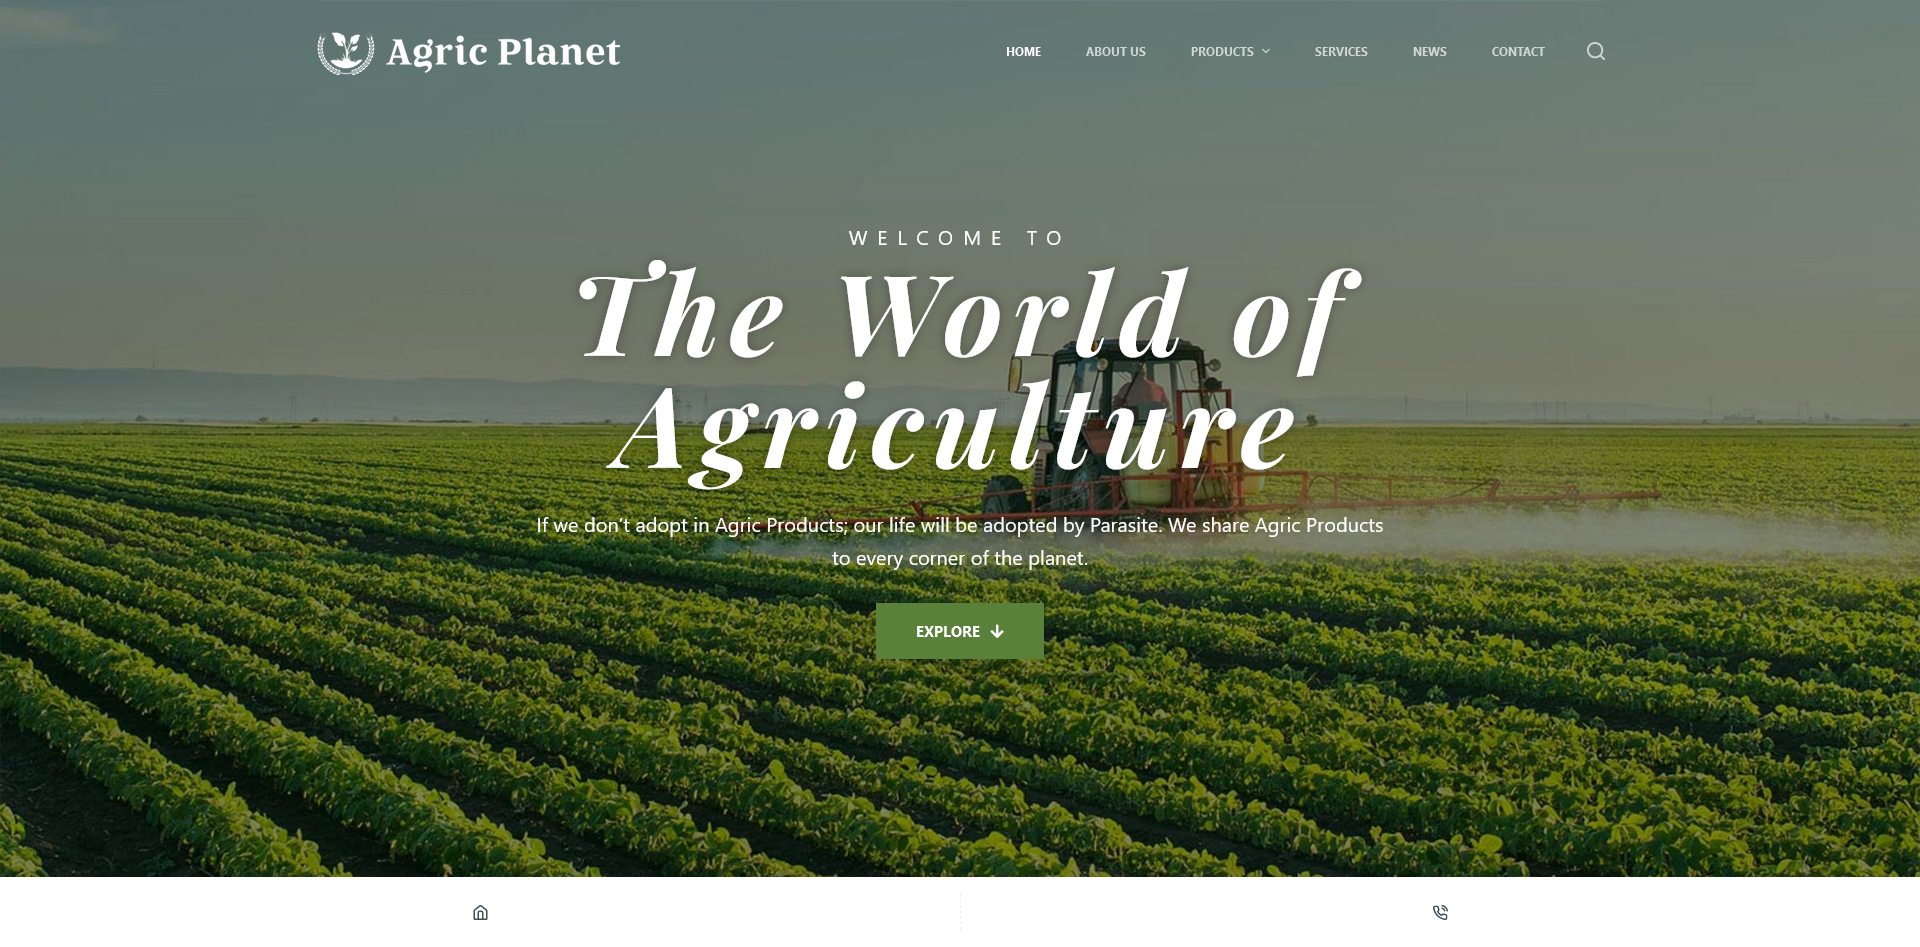 Agric Planet
HOME ABOUT US PRODUCTS SERVICES NEWS CONTACT
WELCOME TO
The World of
Agriculture
If we don’t adopt in Agric Products; our life will be adopted by Parasite. We share Agric Products
to every corner of the planet.
EXPLORE